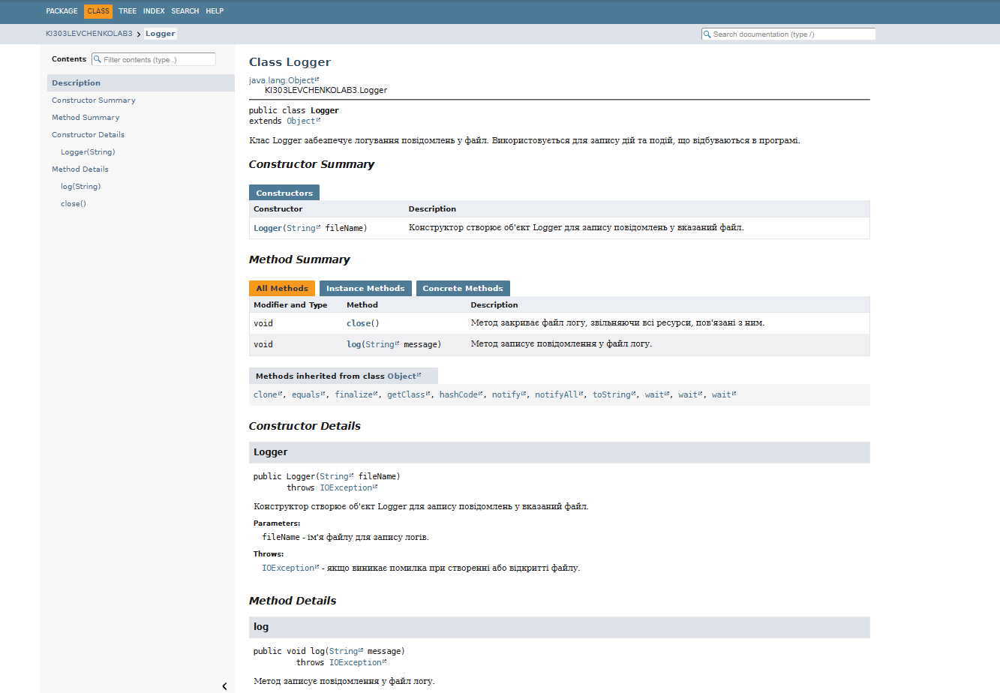 PACKAGE CLASS TREE INDEX SEARCH HELP
KI303LEVCHENKOLAB3 > Logger
Search documentation (type /)
Contents
Filter contents (type .)
Description
Constructor Summary
Method Summary
Constructor Details
Logger(String)
Method Details
log(String)
close()
Class Logger
java.lang.Object
KI303LEVCHENKOLAB3.Logger
public class Logger
extends Object
Клас Logger забезпечує логування повідомлень у файл. Використовується для запису дій та подій, що відбуваються в програмі.
Constructor Summary
Constructors
Constructor Description
Logger(String fileName) Конструктор створює об'єкт Logger для запису повідомлень у вказаний файл.
Method Summary
All Methods Instance Methods Concrete Methods
Modifier and Type Method Description
void close() Метод закриває файл логу, звільняючи всі ресурси, пов'язані з ним.
void log(String message) Метод записує повідомлення у файл логу.
Methods inherited from class Object
clone, equals, finalize, getClass, hashCode, notify, notifyAll, toString, wait, wait, wait
Constructor Details
Logger
public Logger(String fileName)
throws IOException
Конструктор створює об'єкт Logger для запису повідомлень у вказаний файл.
Parameters:
fileName - ім'я файлу для запису логів.
Throws:
IOException - якщо виникає помилка при створенні або відкритті файлу.
Method Details
log
public void log(String message)
throws IOException
Метод записує повідомлення у файл логу.